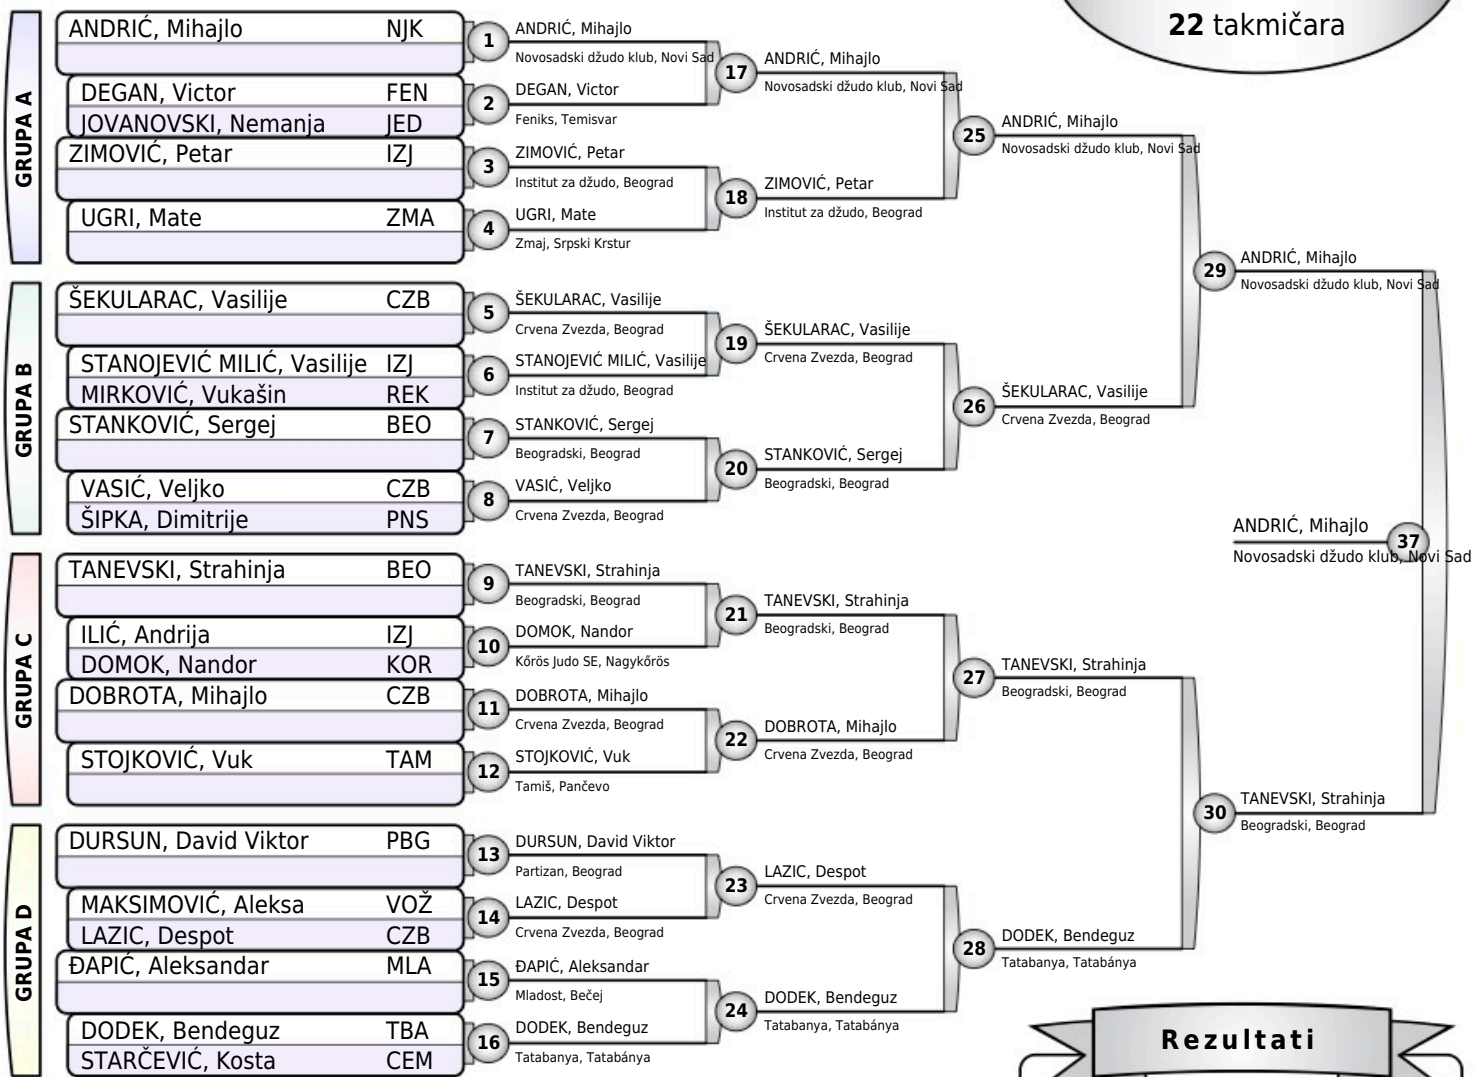 22 takmičara
GRUPA A
ANDRIĆ, Mihajlo NJK
DEGAN, Victor FEN
JOVANOVSKI, Nemanja JED
ZIMOVIĆ, Petar IZJ
UGRI, Mate ZMA
GRUPA B
ŠEKULARAC, Vasilije CZB
STANOJEVIĆ MILIĆ, Vasilije IZJ
MIRKOVIĆ, Vukašin REK
STANKOVIĆ, Sergej BEO
VASIĆ, Veljko CZB
ŠIPKA, Dimitrije PNS
GRUPA C
TANEVSKI, Strahinja BEO
ILIĆ, Andrija IZJ
DOMOK, Nandor KOR
DOBROTA, Mihajlo CZB
STOJKOVIĆ, Vuk TAM
GRUPA D
DURSUN, David Viktor PBG
MAKSIMOVIĆ, Aleksa VOŽ
LAZIC, Despot CZB
ĐAPIĆ, Aleksandar MLA
DODEK, Bendeguz TBA
STARČEVIĆ, Kosta CEM
1 ANDRIĆ, Mihajlo
Novosadski džudo klub, Novi Sad
2 DEGAN, Victor
Feniks, Temisvar
3 ZIMOVIĆ, Petar
Institut za džudo, Beograd
4 UGRI, Mate
Zmaj, Srpski Krstur
5 ŠEKULARAC, Vasilije
Crvena Zvezda, Beograd
6 STANOJEVIĆ MILIĆ, Vasilije
Institut za džudo, Beograd
7 STANKOVIĆ, Sergej
Beogradski, Beograd
8 VASIĆ, Veljko
Crvena Zvezda, Beograd
9 TANEVSKI, Strahinja
Beogradski, Beograd
10 DOMOK, Nandor
Kőrös Judo SE, Nagykőrös
11 DOBROTA, Mihajlo
Crvena Zvezda, Beograd
12 STOJKOVIĆ, Vuk
Tamiš, Pančevo
13 DURSUN, David Viktor
Partizan, Beograd
14 LAZIC, Despot
Crvena Zvezda, Beograd
15 ĐAPIĆ, Aleksandar
Mladost, Bečej
16 DODEK, Bendeguz
Tatabanya, Tatabánya
17 ANDRIĆ, Mihajlo
Novosadski džudo klub, Novi Sad
18 ZIMOVIĆ, Petar
Institut za džudo, Beograd
19 ŠEKULARAC, Vasilije
Crvena Zvezda, Beograd
20 STANKOVIĆ, Sergej
Beogradski, Beograd
21 TANEVSKI, Strahinja
Beogradski, Beograd
22 DOBROTA, Mihajlo
Crvena Zvezda, Beograd
23 LAZIC, Despot
Crvena Zvezda, Beograd
24 DODEK, Bendeguz
Tatabanya, Tatabánya
25 ANDRIĆ, Mihajlo
Novosadski džudo klub, Novi Sad
26 ŠEKULARAC, Vasilije
Crvena Zvezda, Beograd
27 TANEVSKI, Strahinja
Beogradski, Beograd
28 DODEK, Bendeguz
Tatabanya, Tatabánya
29 ANDRIĆ, Mihajlo
Novosadski džudo klub, Novi Sad
30 TANEVSKI, Strahinja
Beogradski, Beograd
ANDRIĆ, Mihajlo 37
Novosadski džudo klub, Novi Sad
Rezultati